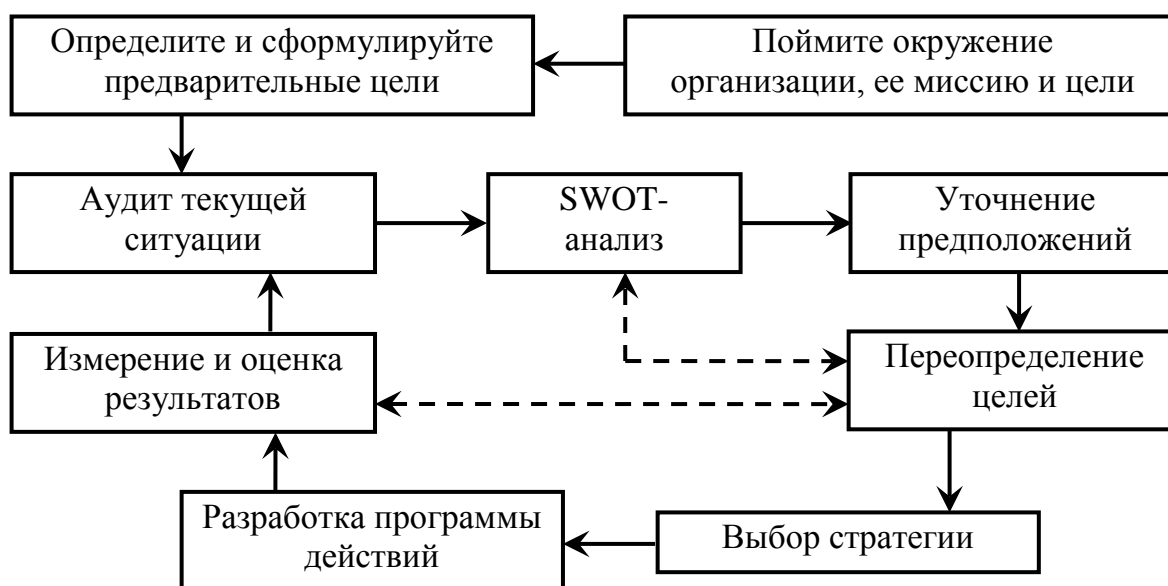 Определите и сформулируйте
предварительные цели
Поймите окружение
организации, ее миссию и цели
Аудит текущей
ситуации
SWOT-
анализ
Уточнение
предположений
Измерение и оценка
результатов
Переопределение
целей
Разработка программы
действий
Выбор стратегии